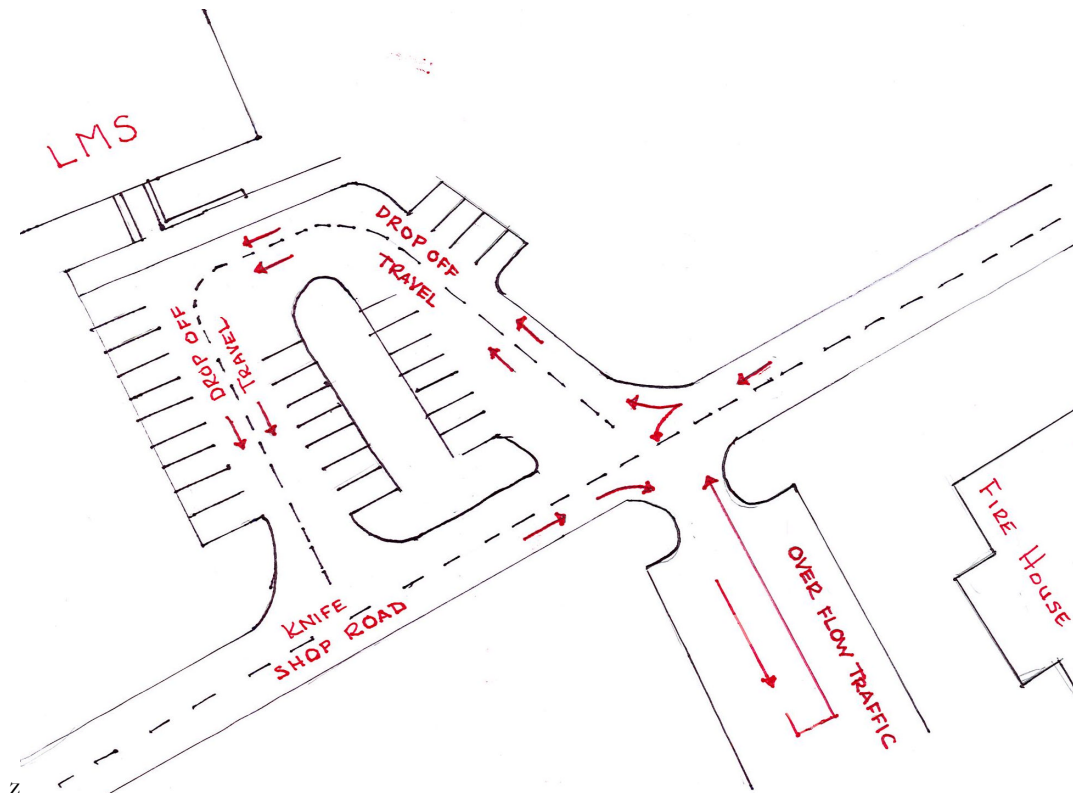 LMS
DROP OFF
TRAVEL
DROP OFF
TRAVEL
KNIFE
SHOP ROAD
OVER FLOW TRAFFIC
FIRE HOUSE
z